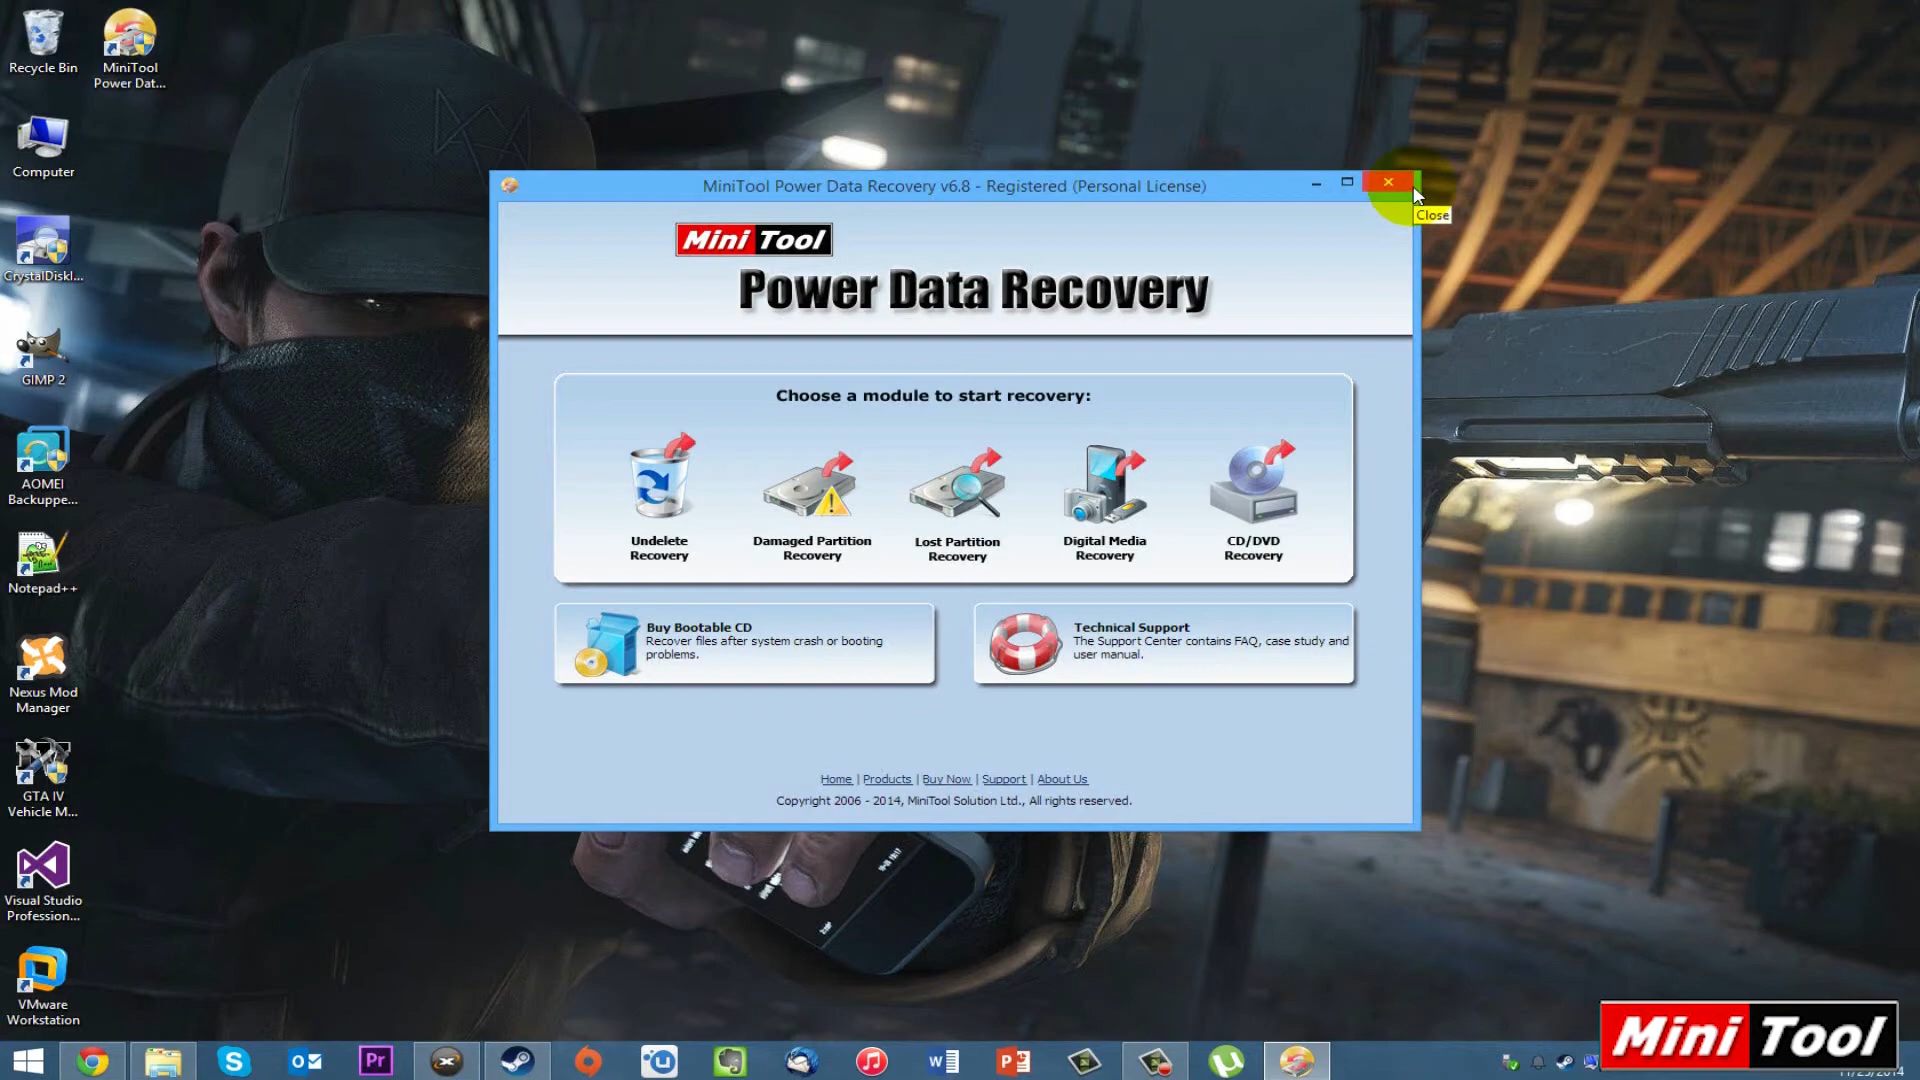 Recycle Bin
MiniTool
Power Dat...
Computer
CrystalDiskI...
GIMP 2
AOMEI
Backuppe...
Notepad++
Nexus Mod
Manager
GTA IV
Vehicle M...
Visual Studio
Profession...
VMware
Workstation
MiniTool Power Data Recovery v6.8 - Registered (Personal License)
Close
Mini Tool
Power Data Recovery
Choose a module to start recovery:
Undelete
Recovery
Damaged Partition
Recovery
Lost Partition
Recovery
Digital Media
Recovery
CD/DVD
Recovery
Buy Bootable CD
Recover files after system crash or booting
problems.
Technical Support
The Support Center contains FAQ, case study and
user manual.
Home | Products | Buy Now | Support | About Us
Copyright 2006 - 2014, MiniTool Solution Ltd., All rights reserved.
Pr
Mini Tool